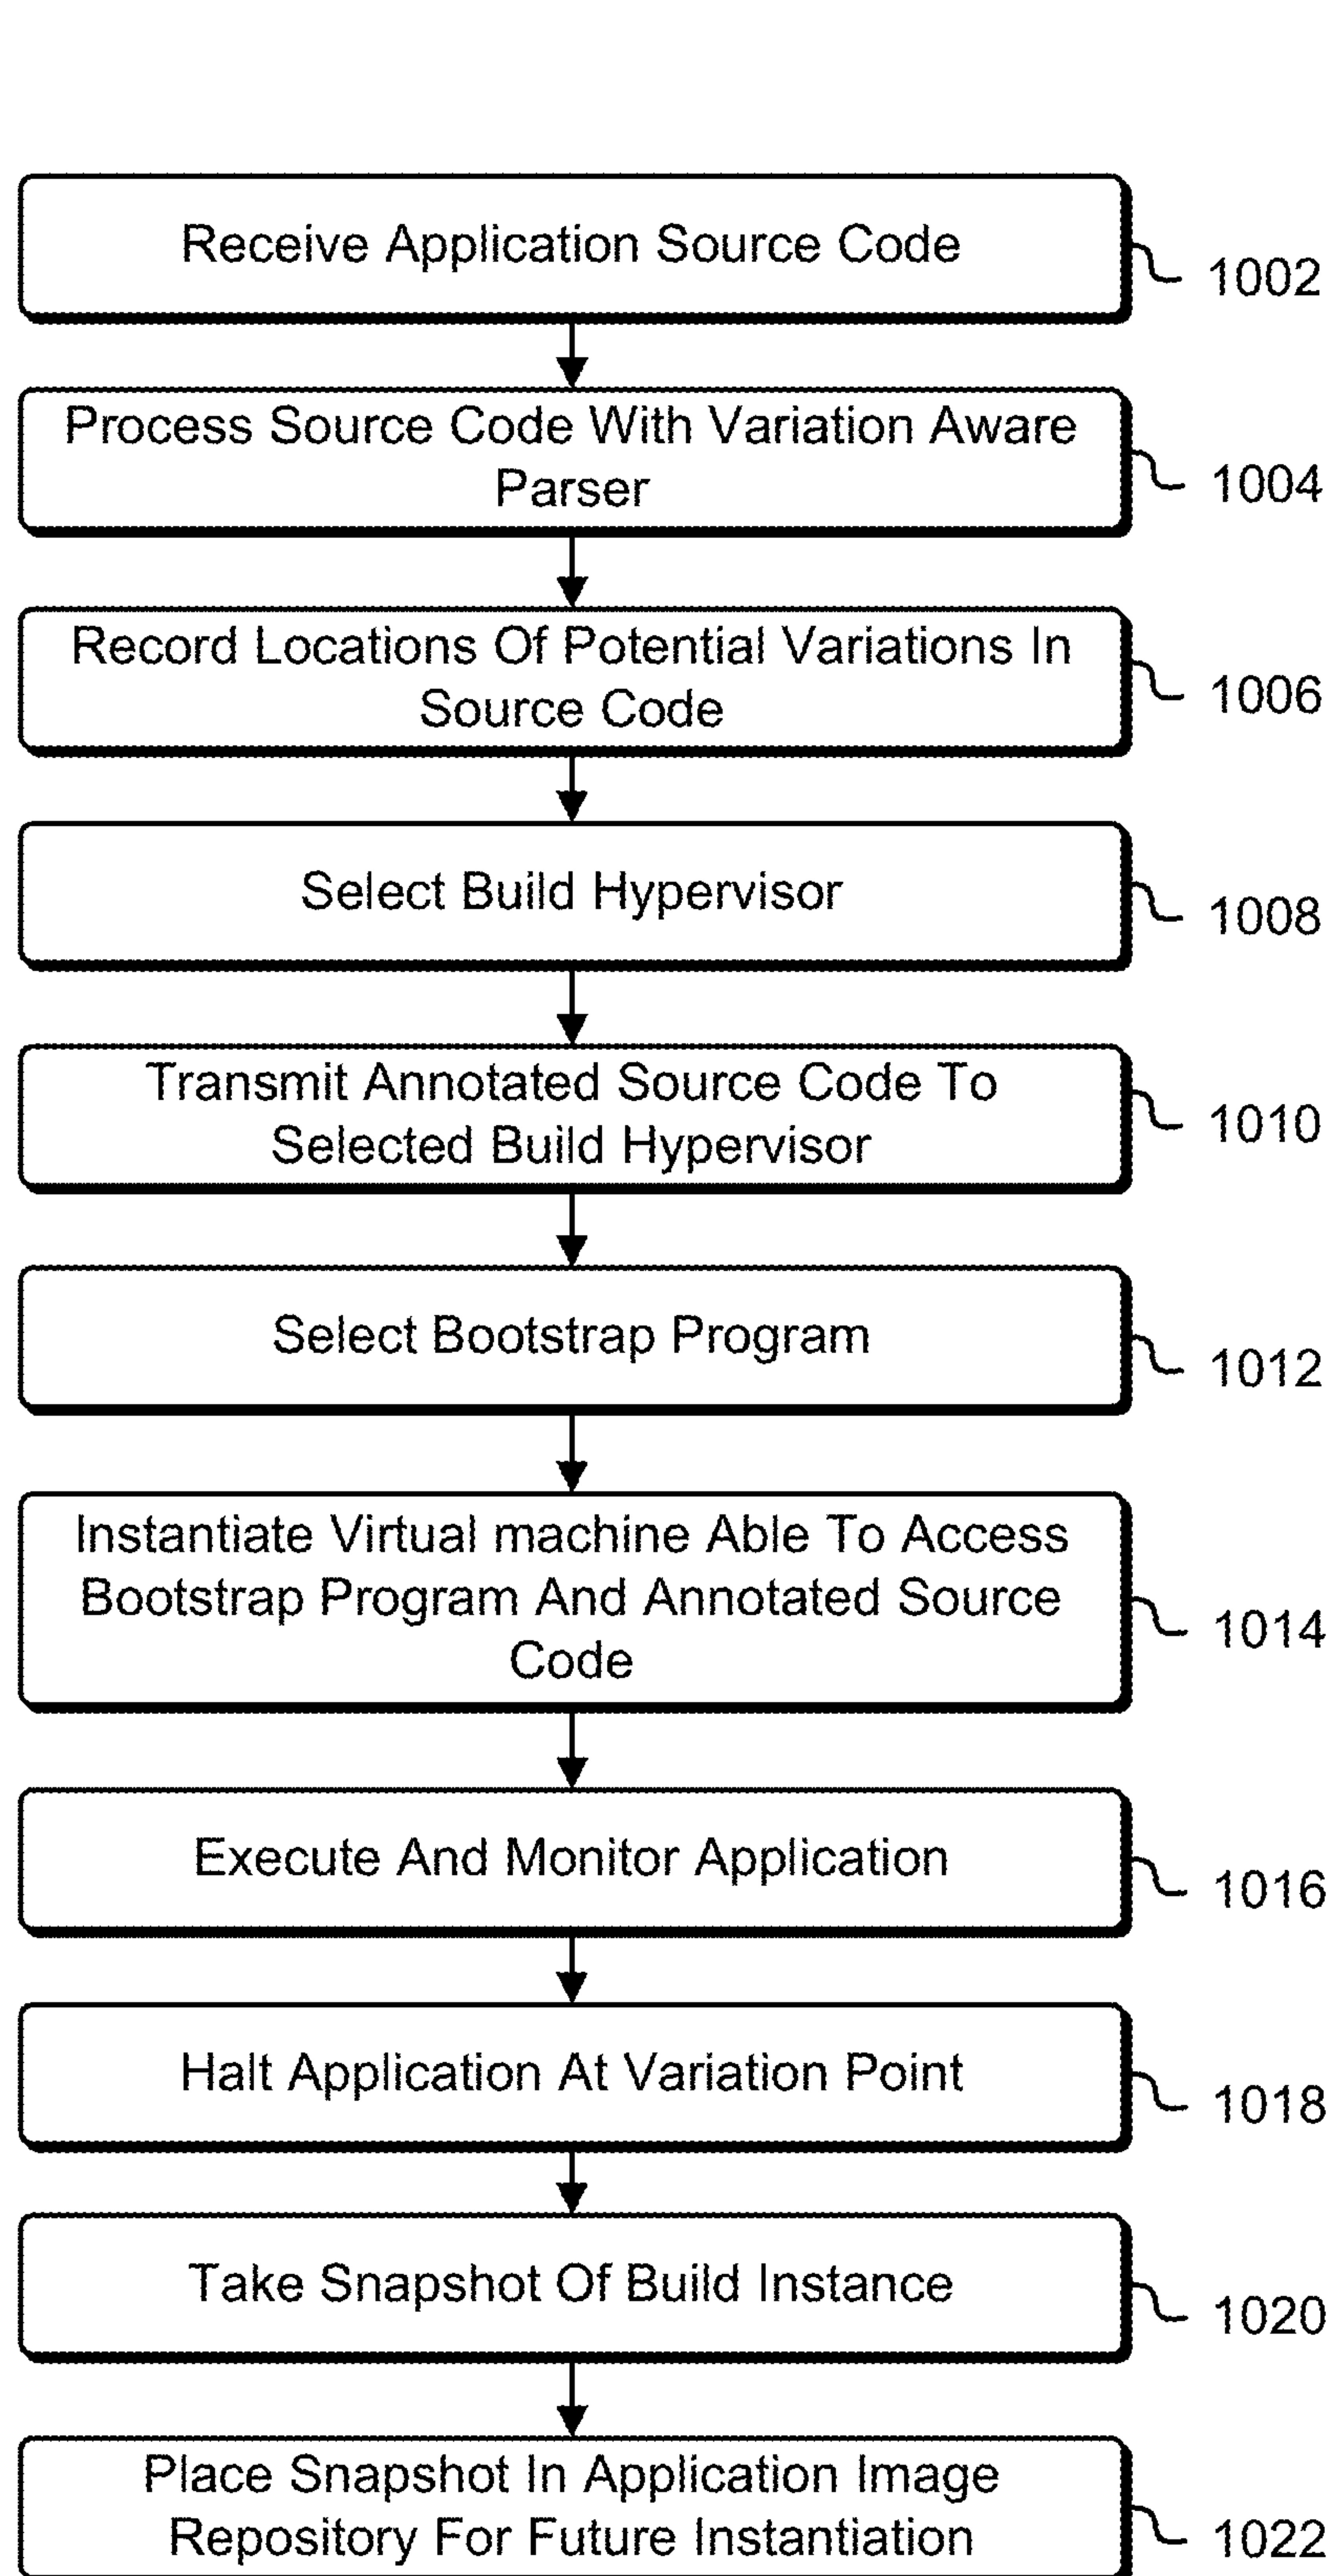 Receive Application Source Code
1002
Process Source Code With Variation Aware
Parser
1004
Record Locations Of Potential Variations In
Source Code
1006
Select Build Hypervisor
1008
Transmit Annotated Source Code To
Selected Build Hypervisor
1010
Select Bootstrap Program
1012
Instantiate Virtual machine Able To Access
Bootstrap Program And Annotated Source
Code
1014
Execute And Monitor Application
1016
Halt Application At Variation Point
1018
Take Snapshot Of Build Instance
1020
Place Snapshot In Application Image
Repository For Future Instantiation
1022